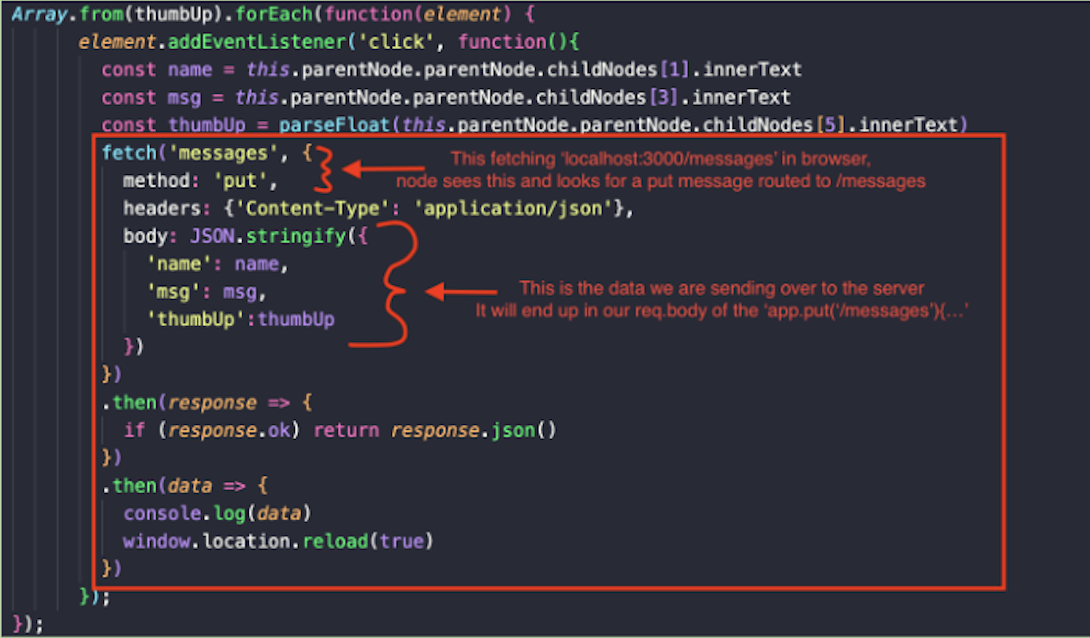 Array.from(thumbUp).forEach(function(element) {
element.addEventListener('click', function(){
const name = this.parentNode.parentNode.childNodes[1].innerText
const msg = this.parentNode.parentNode.childNodes[3].innerText
const thumbUp = parseFloat(this.parentNode.parentNode.childNodes[5].innerText)
fetch('messages', {
This fetching ‘localhost:3000/messages’ in browser,
method: 'put',
node sees this and looks for a put message routed to /messages
headers: {'Content-Type': 'application/json'},
body: JSON.stringify({
'name': name,
'msg': msg,
This is the data we are sending over to the server
'thumbUp':thumbUp
It will end up in our req.body of the ‘app.put(‘/messages’){…’
})
})
.then(response => {
if (response.ok) return response.json()
})
.then(data => {
console.log(data)
window.location.reload(true)
})
});
});